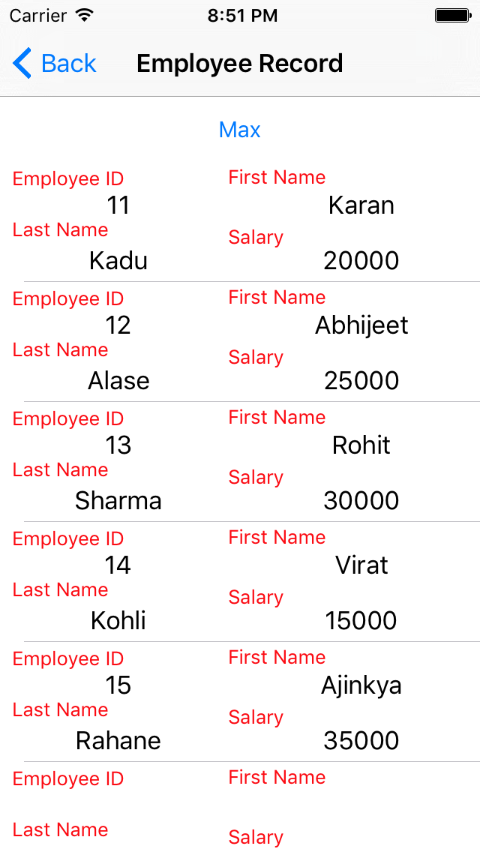 Carrier 8:51 PM
Back Employee Record
Max
Employee ID First Name
11 Karan
Last Name Salary
Kadu 20000
Employee ID First Name
12 Abhijeet
Last Name Salary
Alase 25000
Employee ID First Name
13 Rohit
Last Name Salary
Sharma 30000
Employee ID First Name
14 Virat
Last Name Salary
Kohli 15000
Employee ID First Name
15 Ajinkya
Last Name Salary
Rahane 35000
Employee ID First Name
Last Name Salary